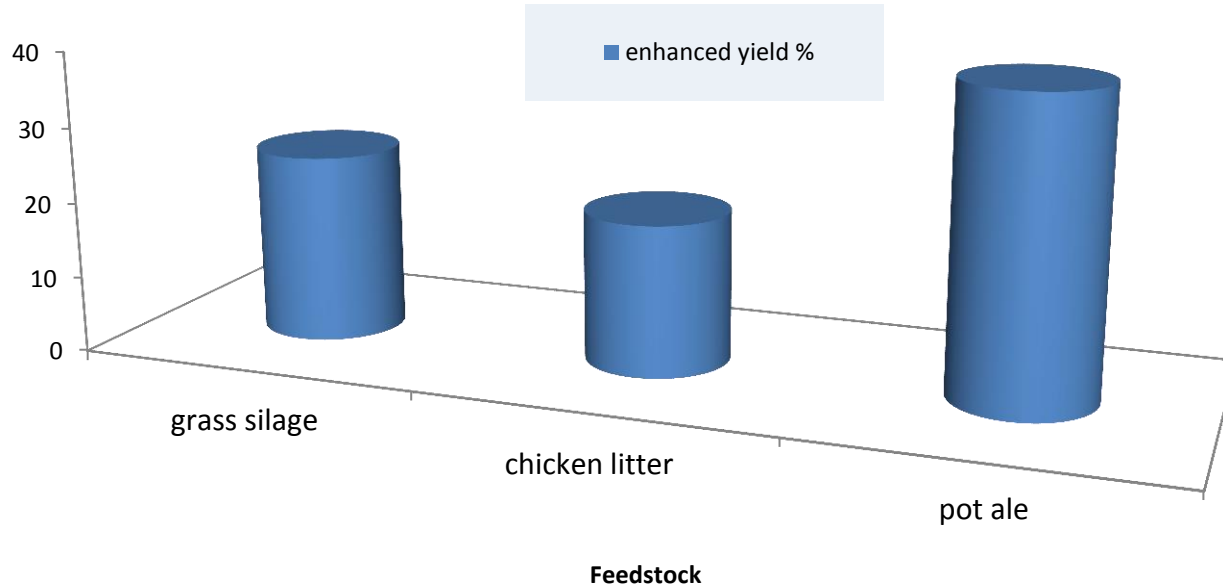 enhanced yield %
40
30
20
10
0
grass silage
chicken litter
pot ale
Feedstock